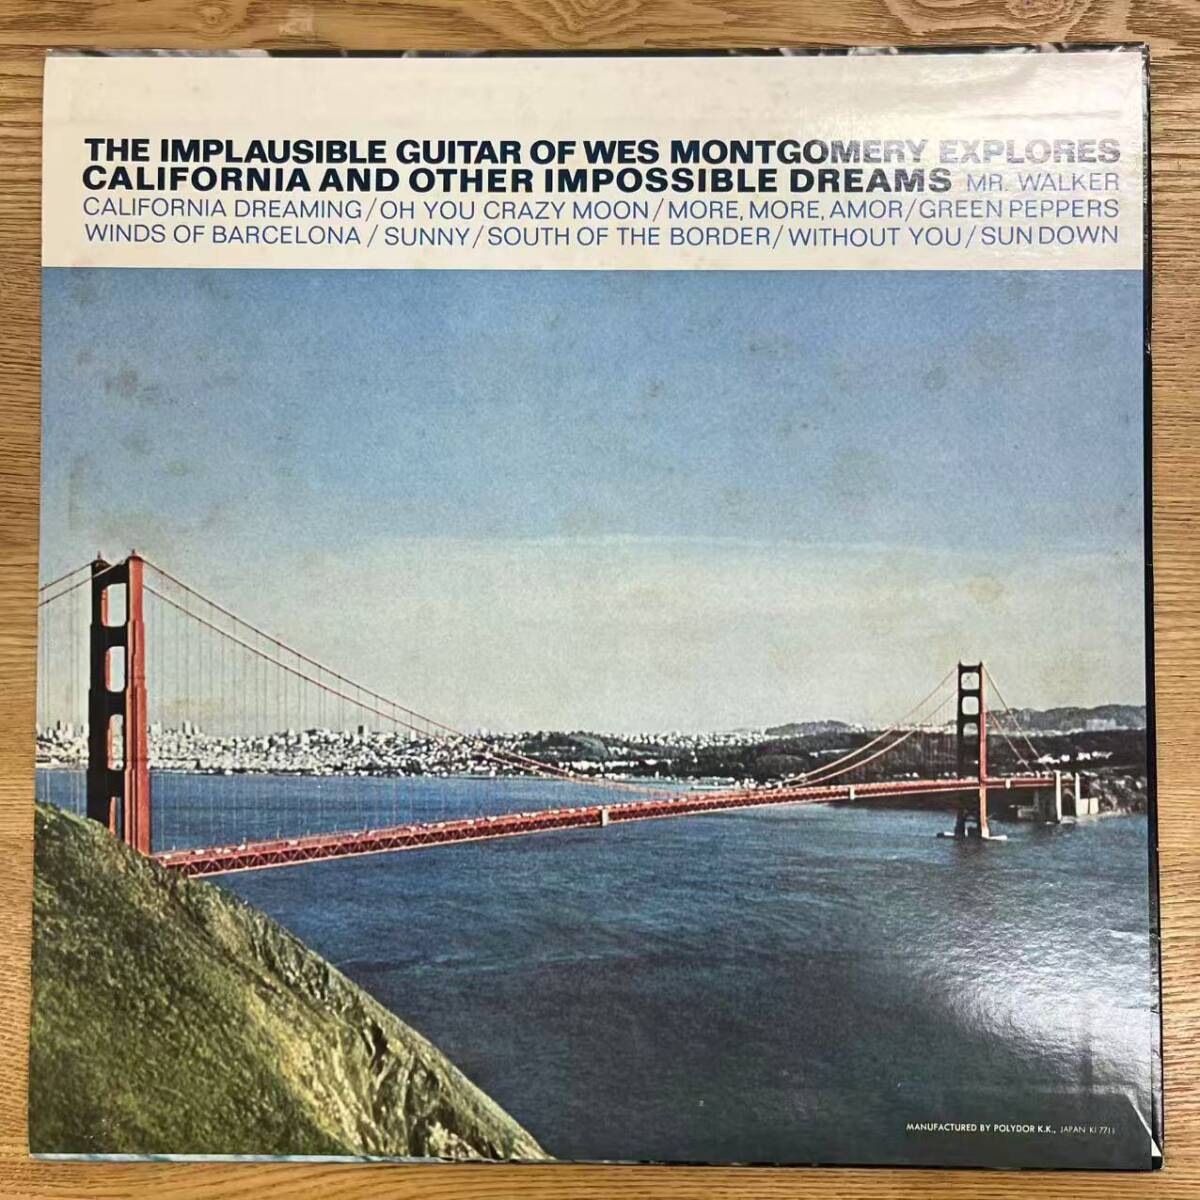 THE IMPLAUSIBLE GUITAR OF WES MONTGOMERY EXPLORES
CALIFORNIA AND OTHER IMPOSSIBLE DREAMS MR. WALKER
CALIFORNIA DREAMING/OH YOU CRAZY MOON/MORE, MORE, AMOR/GREEN PEPPERS
WINDS OF BARCELONA/SUNNY/SOUTH OF THE BORDER/WITHOUT YOU/SUN DOWN
MANUFACTURED BY POLYDOR K.K., JAPAN KI 7711